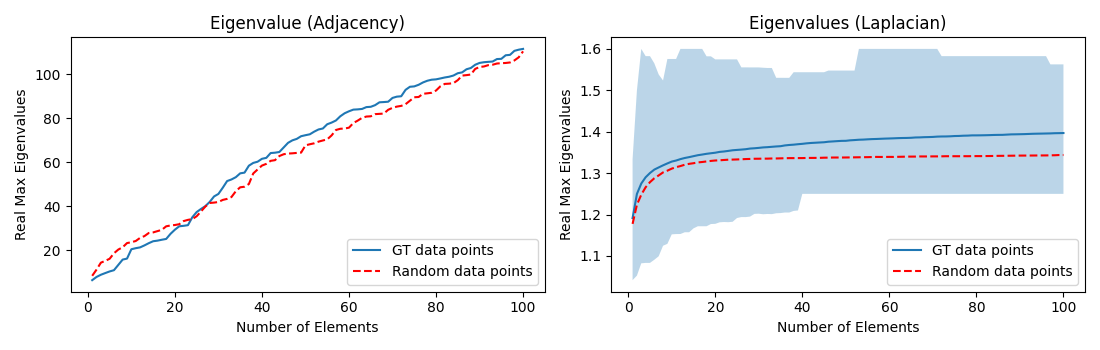 Eigenvalue (Adjacency)
Real Max Eigenvalues
100
80
60
40
20
0
20
40
60
80
100
Number of Elements
GT data points
Random data points
Eigenvalues (Laplacian)
Real Max Eigenvalues
1.6
1.5
1.4
1.3
1.2
1.1
0
20
40
60
80
100
Number of Elements
GT data points
Random data points